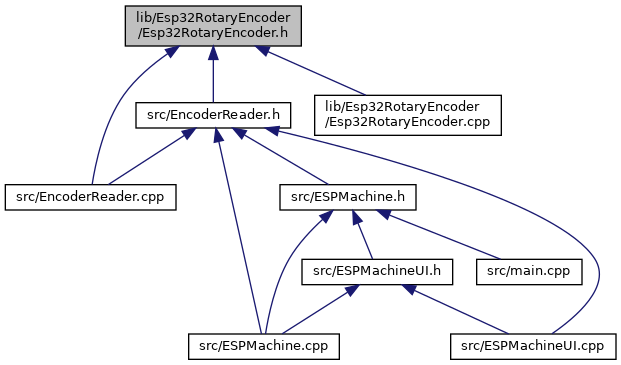 lib/Esp32RotaryEncoder
/Esp32RotaryEncoder.h
lib/Esp32RotaryEncoder
/Esp32RotaryEncoder.cpp
src/EncoderReader.h
src/EncoderReader.cpp
src/ESPMachine.h
src/ESPMachineUI.h
src/main.cpp
src/ESPMachine.cpp
src/ESPMachineUI.cpp